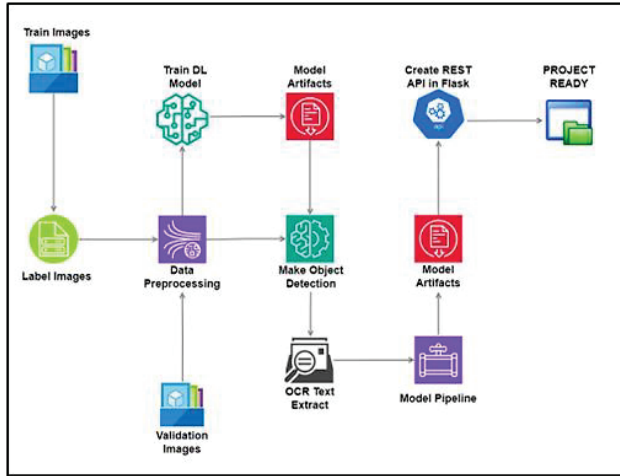 Train Images
Train DL
Model
Model
Artifacts
Create REST
API in Flask
PROJECT
READY
Label Images
Data
Preprocessing
Make Object
Detection
Model
Artifacts
OCR Text
Extract
Model Pipeline
Validation
Images